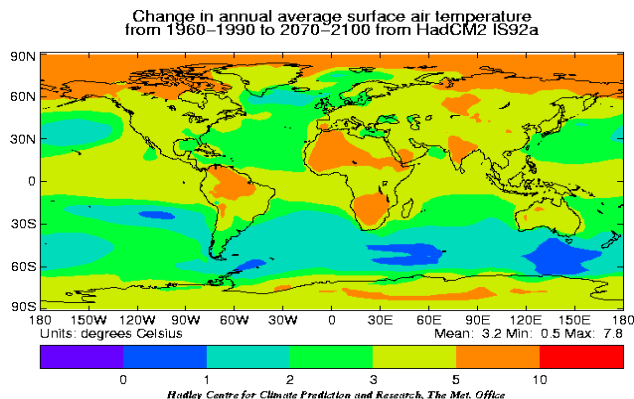 Change in annual average surface air temperature
from 1960-1990 to 2070-2100 from HadCM2 IS92a
90N
60N
30N
0
30S
60S
90S
180 150W 120W 90W 60W 30W 0 30E 60E 90E 120E 150E 180
Units: degrees Celsius Mean: 3.2 Min: 0.5 Max: 7.8
0 1 2 3 5 10
Hadley Centre for Climate Prediction and Research, The Met. Office